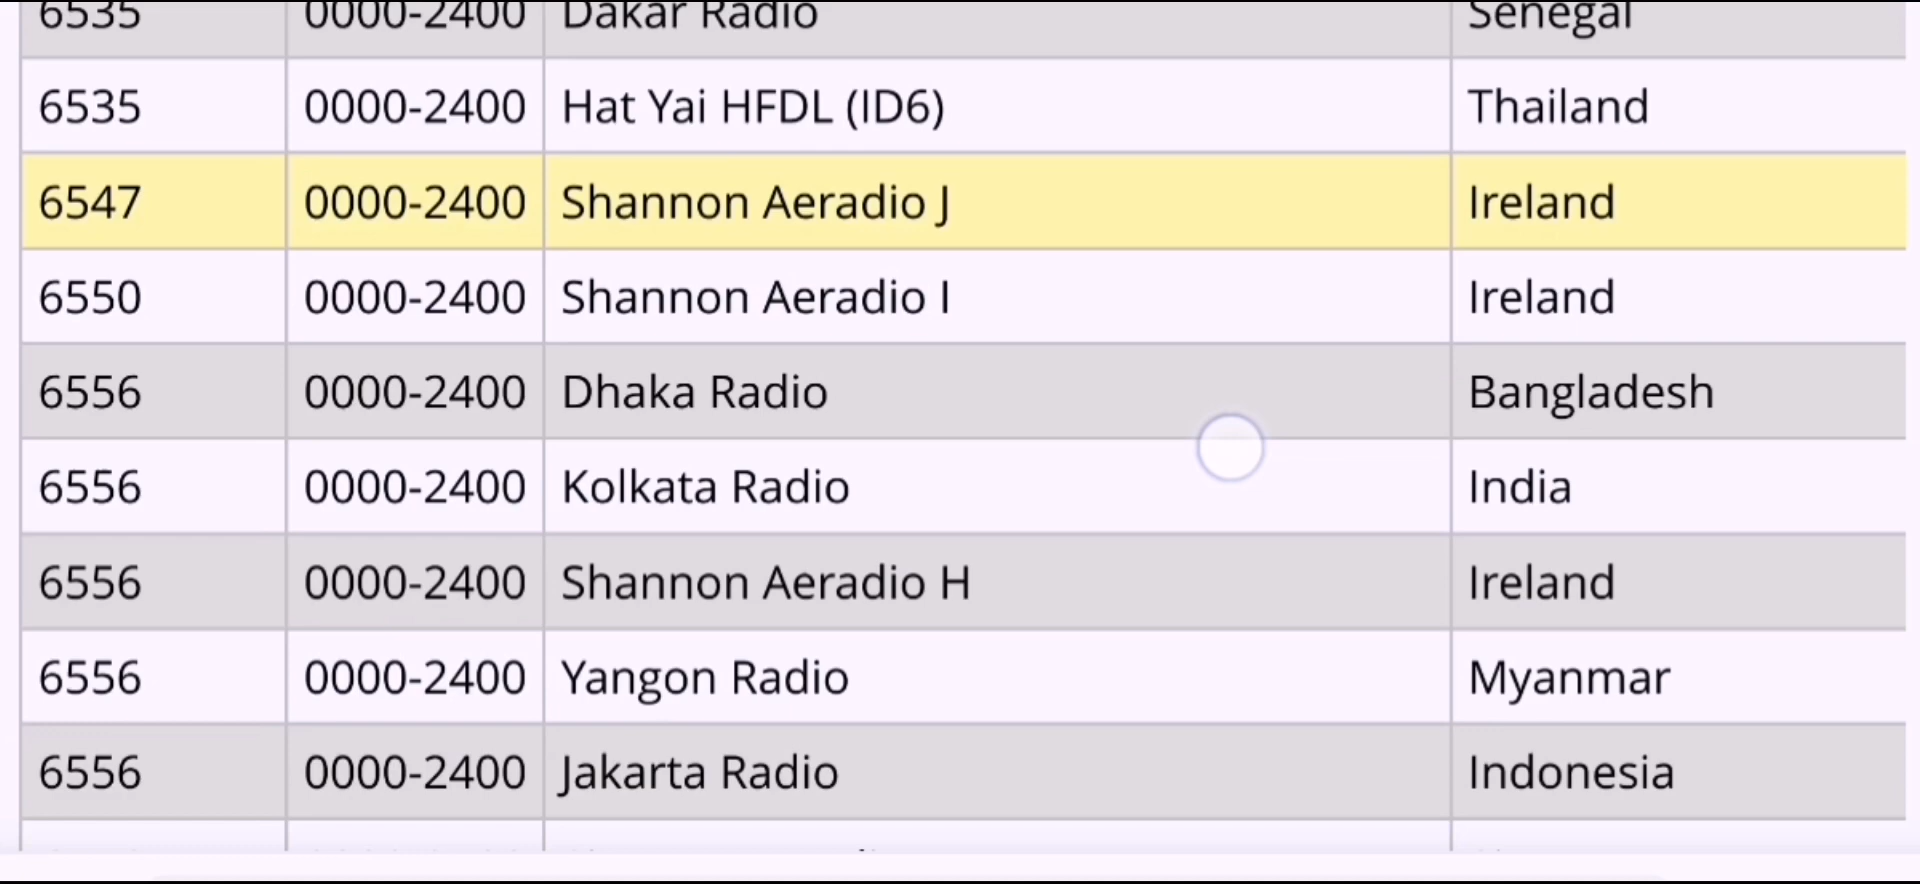 6535 0000-2400 Dakar Radio Senegal
6535 0000-2400 Hat Yai HFDL (ID6) Thailand
6547 0000-2400 Shannon Aeradio J Ireland
6550 0000-2400 Shannon Aeradio I Ireland
6556 0000-2400 Dhaka Radio Bangladesh
6556 0000-2400 Kolkata Radio India
6556 0000-2400 Shannon Aeradio H Ireland
6556 0000-2400 Yangon Radio Myanmar
6556 0000-2400 Jakarta Radio Indonesia